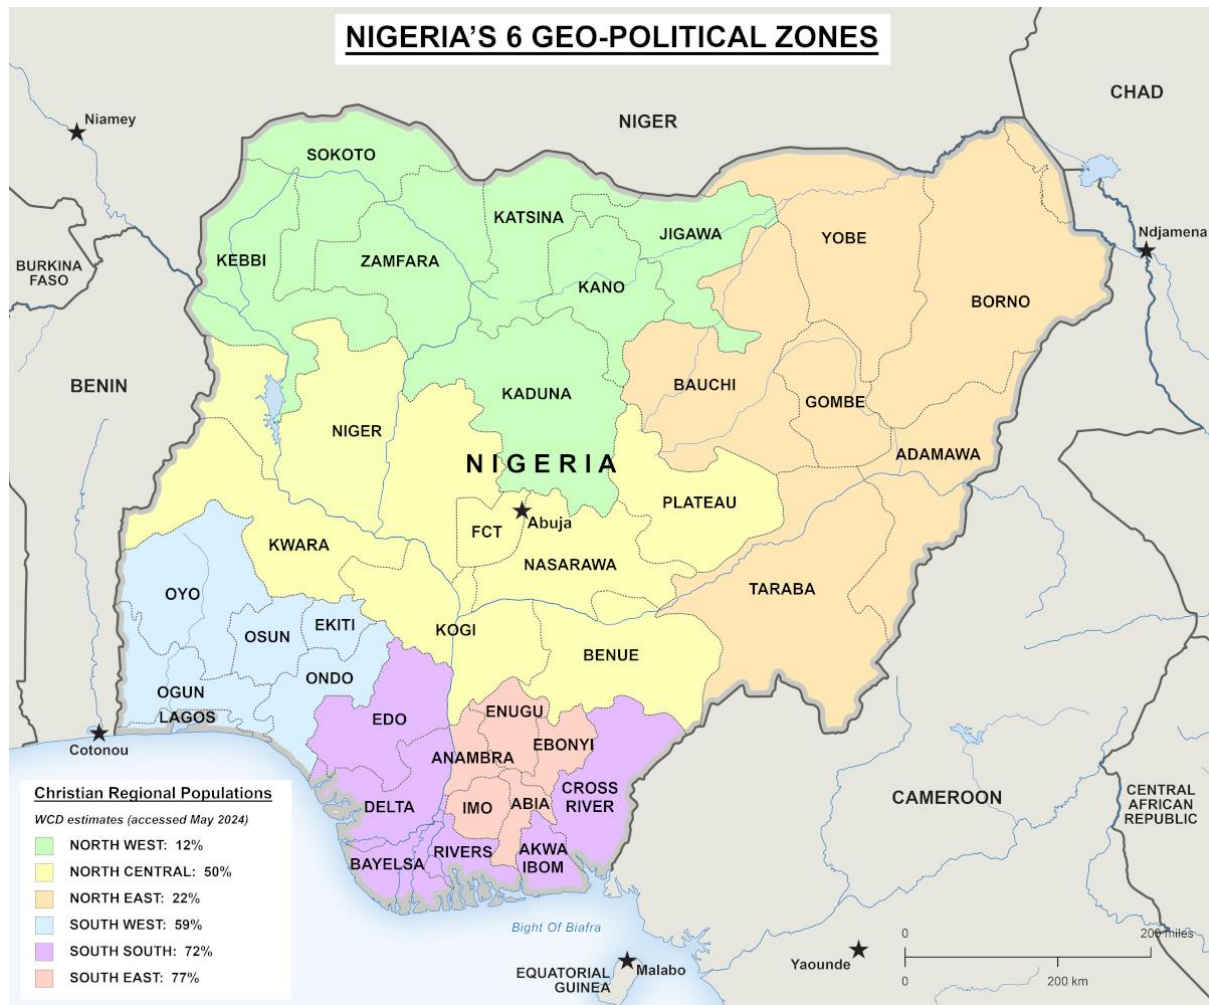 NIGERIA'S 6 GEO-POLITICAL ZONES
CHAD
Niamey
NIGER
SOKOTO
KATSINA
JIGAWA
YOBE
Ndjamena
KEBBI
ZAMFARA
BURKINA
FASO
KANO
BORNO
BENIN
BAUCHI
KADUNA
GOMBE
NIGER
ADAMAWA
NIGERIA
PLATEAU
Abuja
FCT
KWARA
NASARAWA
TARABA
OYO
EKITI
OSUN
KOGI
BENUE
ONDO
OGUN
LAGOS
EDO
ENUGU
EBONYI
Cotonou
ANAMBRA
CROSS
RIVER
CAMEROON
CENTRAL
AFRICAN
REPUBLIC
DELTA
IMO
ABIA
BAYELSA
RIVERS
AKWA
IBOM
Christian Regional Populations
WCD estimates (accessed May 2024)
NORTH WEST: 12%
NORTH CENTRAL: 50%
NORTH EAST: 22%
SOUTH WEST: 59%
SOUTH SOUTH: 72%
SOUTH EAST: 77%
Bight Of Biafra
EQUATORIAL
GUINEA
Malabo
Yaounde
0
200 miles
0
200 km